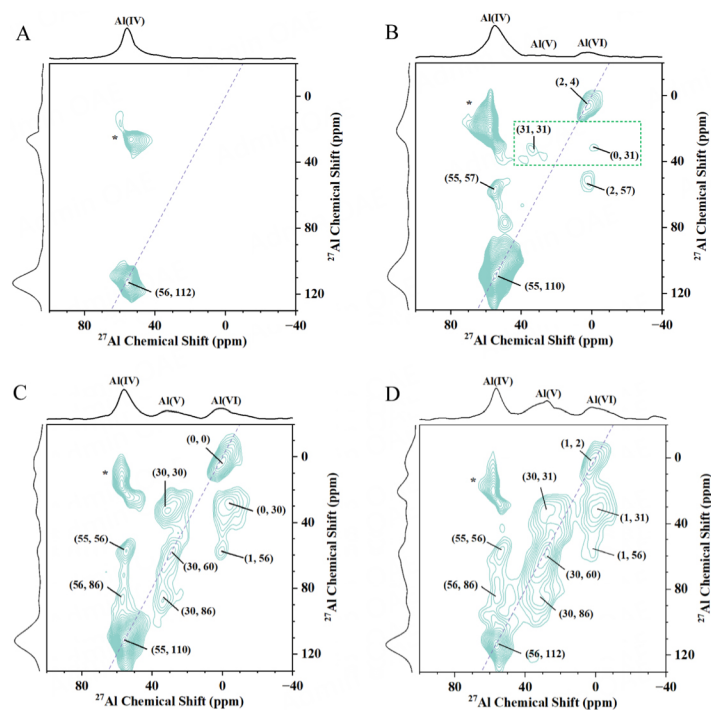 A
Al(IV)
*
(56, 112)
0
40
80
120
80
40
0
−40
²⁷Al Chemical Shift (ppm)
²⁷Al Chemical Shift (ppm)
B
Al(IV)
Al(V)
Al(VI)
(2, 4)
*
(31, 31)
(0, 31)
(55, 57)
(2, 57)
(55, 110)
0
40
80
120
80
40
0
−40
²⁷Al Chemical Shift (ppm)
²⁷Al Chemical Shift (ppm)
C
Al(IV)
Al(V)
Al(VI)
(0, 0)
*
(30, 30)
(0, 30)
(55, 56)
(1, 56)
(30, 60)
(56, 86)
(30, 86)
(55, 110)
0
40
80
120
80
40
0
−40
²⁷Al Chemical Shift (ppm)
²⁷Al Chemical Shift (ppm)
D
Al(IV)
Al(V)
Al(VI)
(1, 2)
*
(30, 31)
(1, 31)
(55, 56)
(1, 56)
(30, 60)
(56, 86)
(30, 86)
(56, 112)
0
40
80
120
80
40
0
−40
²⁷Al Chemical Shift (ppm)
²⁷Al Chemical Shift (ppm)